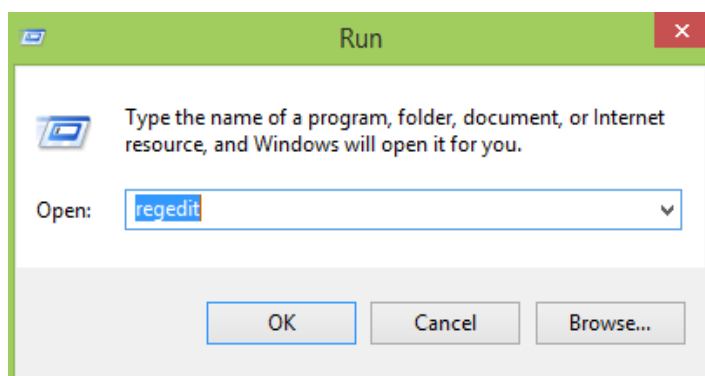 Run
Type the name of a program, folder, document, or Internet
resource, and Windows will open it for you.
Open: regedit
OK Cancel Browse...